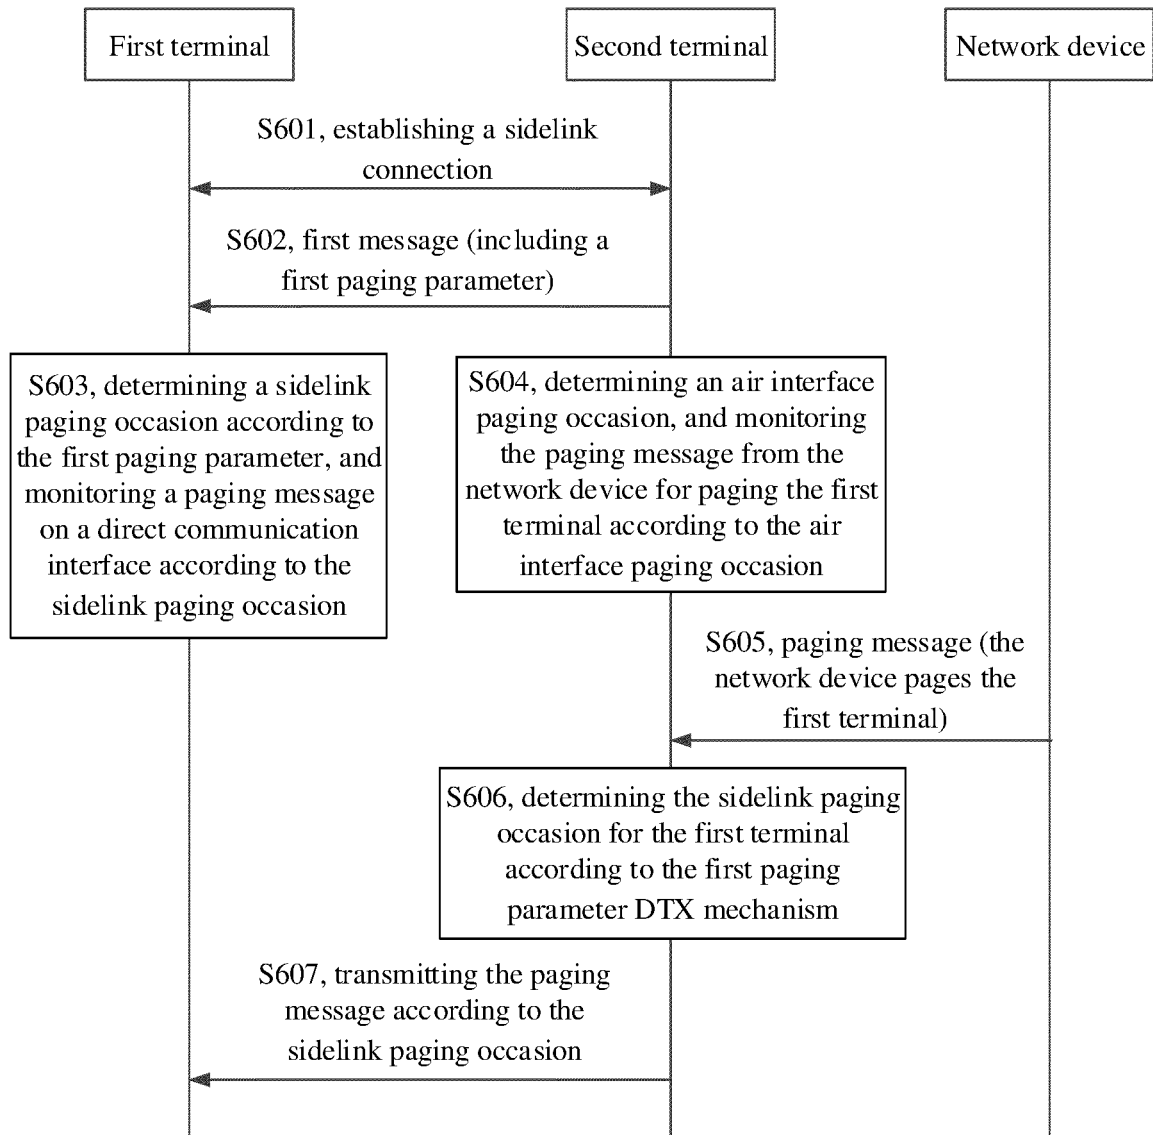 First terminal
Second terminal
Network device
S601, establishing a sidelink
connection
S602, first message (including a
first paging parameter)
S603, determining a sidelink
paging occasion according to
the first paging parameter, and
monitoring a paging message
on a direct communication
interface according to the
sidelink paging occasion
S604, determining an air interface
paging occasion, and monitoring
the paging message from the
network device for paging the first
terminal according to the air
interface paging occasion
S605, paging message (the
network device pages the
first terminal)
S606, determining the sidelink paging
occasion for the first terminal
according to the first paging
parameter DTX mechanism
S607, transmitting the paging
message according to the
sidelink paging occasion